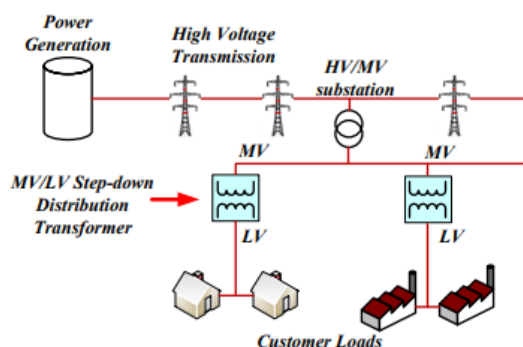 Power
Generation
High Voltage
Transmission
HV/MV
substation
MV
MV
MV/LV Step-down
Distribution
Transformer
LV
LV
Customer Loads